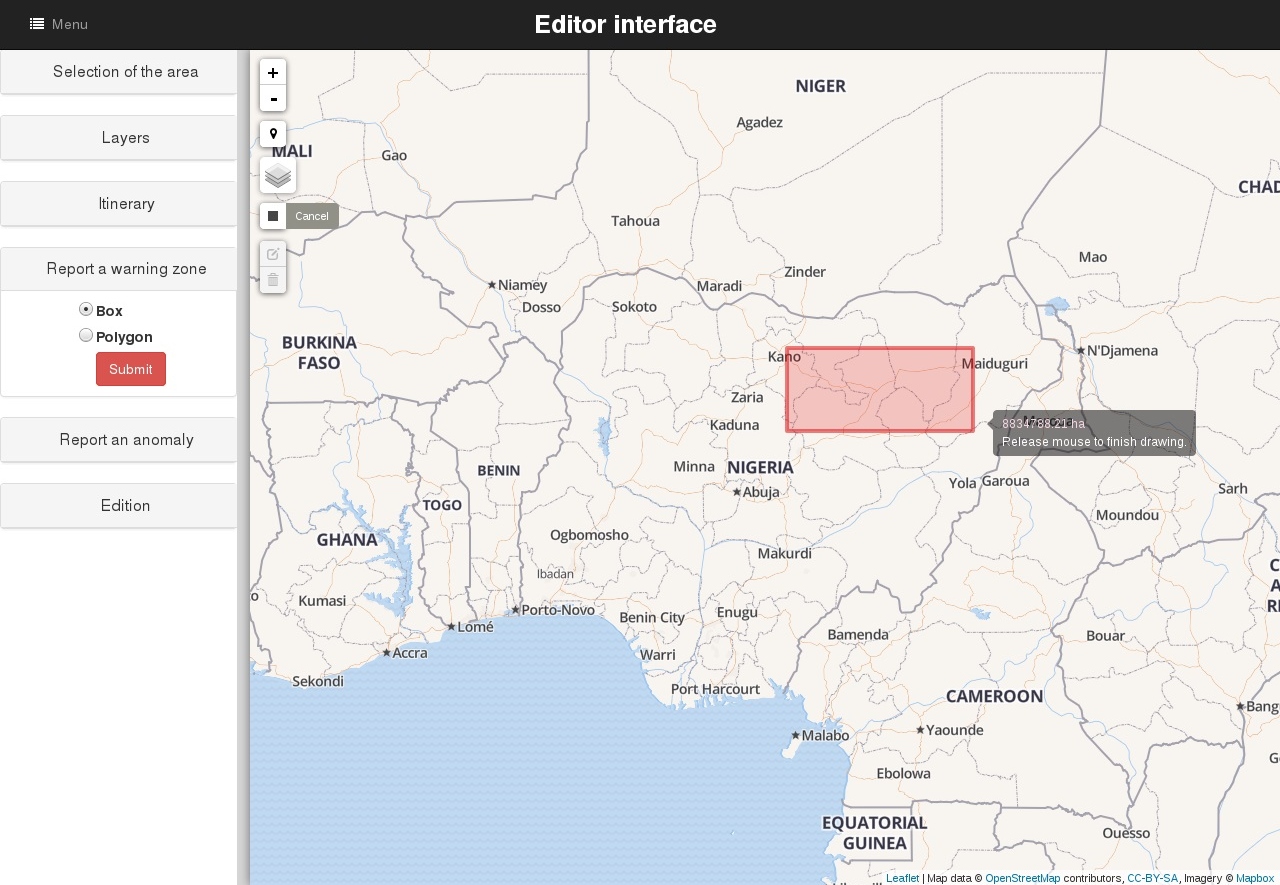 Menu
Editor interface
Selection of the area
Layers
Itinerary
Report a warning zone
Box
Polygon
Submit
Report an anomaly
Edition
+
-
Cancel
NIGER
Agadez
MALI
Gao
CHAD
Tahoua
Mao
Zinder
Niamey
Maradi
Dosso
Sokoto
BURKINA
FASO
Kano
N'Djamena
Maiduguri
Zaria
Kaduna
8834788.21 ha
Release mouse to finish drawing.
Minna
NIGERIA
BENIN
Yola
Garoua
Abuja
Sarh
TOGO
Moundou
GHANA
Ogbomosho
Makurdi
Ibadan
o
Kumasi
Porto-Novo
Benin City
Enugu
Lomé
Bamenda
Bouar
Accra
Warri
Sekondi
Port Harcourt
CAMEROON
Bang
Malabo
Yaounde
Ebolowa
EQUATORIAL
GUINEA
Ouesso
Leaflet | Map data © OpenStreetMap contributors, CC-BY-SA, Imagery © Mapbox